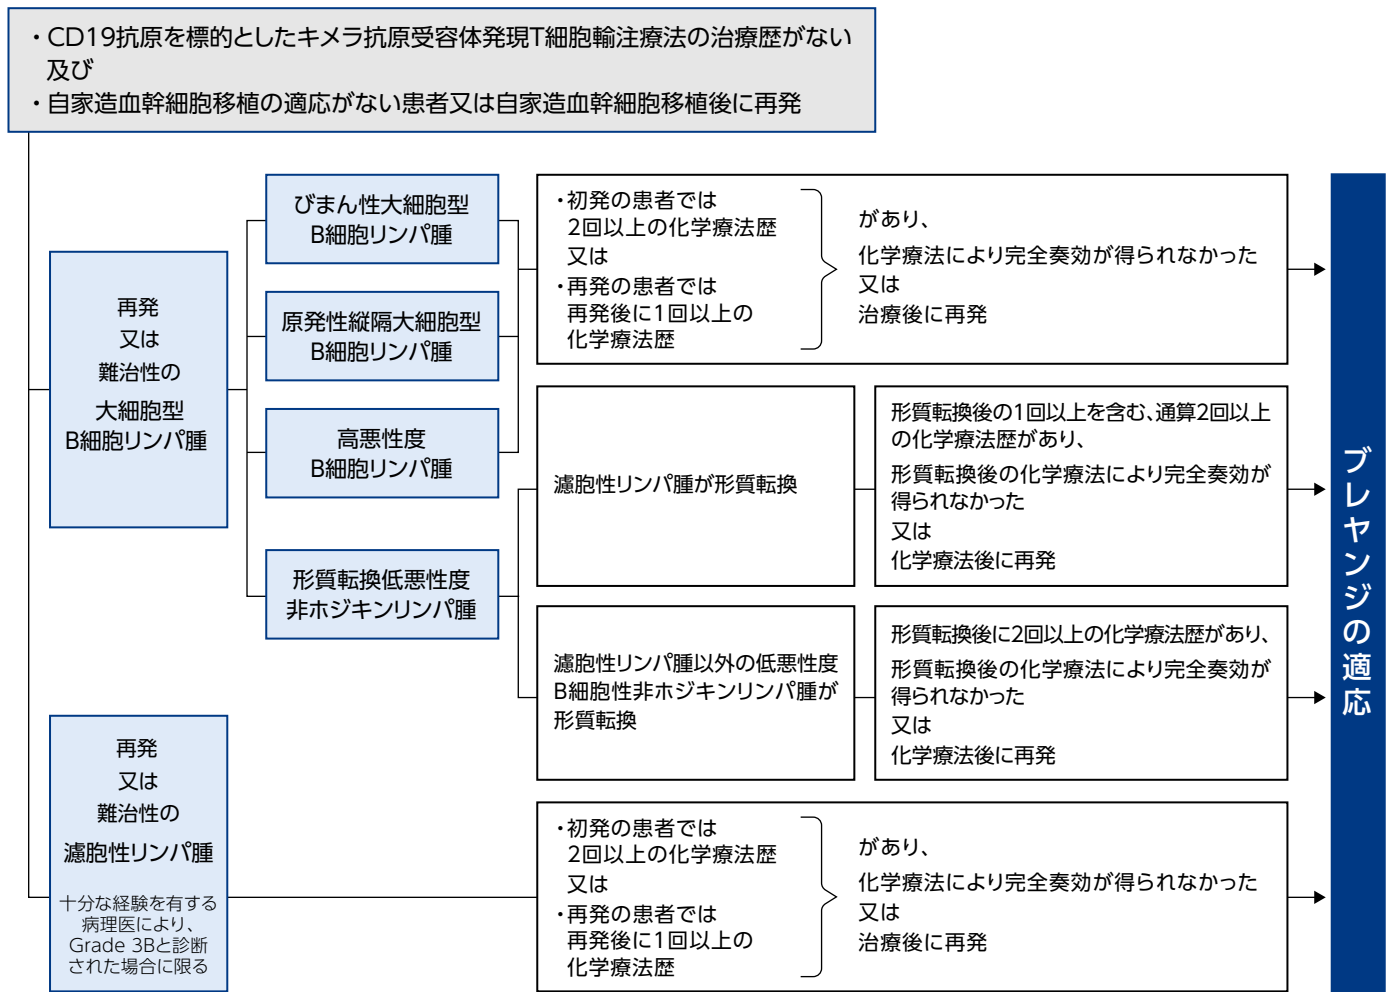 ・CD19抗原を標的としたキメラ抗原受容体発現T細胞輸注療法の治療歴がない
及び
・自家造血幹細胞移植の適応がない患者又は自家造血幹細胞移植後に再発
再発
又は
難治性の
大細胞型
B細胞リンパ腫
びまん性大細胞型
B細胞リンパ腫
原発性縦隔大細胞型
B細胞リンパ腫
高悪性度
B細胞リンパ腫
形質転換低悪性度
非ホジキンリンパ腫
・初発の患者では
2回以上の化学療法歴
又は
・再発の患者では
再発後に1回以上の
化学療法歴
があり、
化学療法により完全奏効が得られなかった
又は
治療後に再発
濾胞性リンパ腫が形質転換
形質転換後の1回以上を含む、通算2回以上
の化学療法歴があり、
形質転換後の化学療法により完全奏効が
得られなかった
又は
化学療法後に再発
濾胞性リンパ腫以外の低悪性度
B細胞性非ホジキンリンパ腫が
形質転換
形質転換後に2回以上の化学療法歴があり、
形質転換後の化学療法により完全奏効が
得られなかった
又は
化学療法後に再発
再発
又は
難治性の
濾胞性リンパ腫
十分な経験を有する
病理医により、
Grade 3Bと診断
された場合に限る
・初発の患者では
2回以上の化学療法歴
又は
・再発の患者では
再発後に1回以上の
化学療法歴
があり、
化学療法により完全奏効が得られなかった
又は
治療後に再発
ブレヤンジの適応